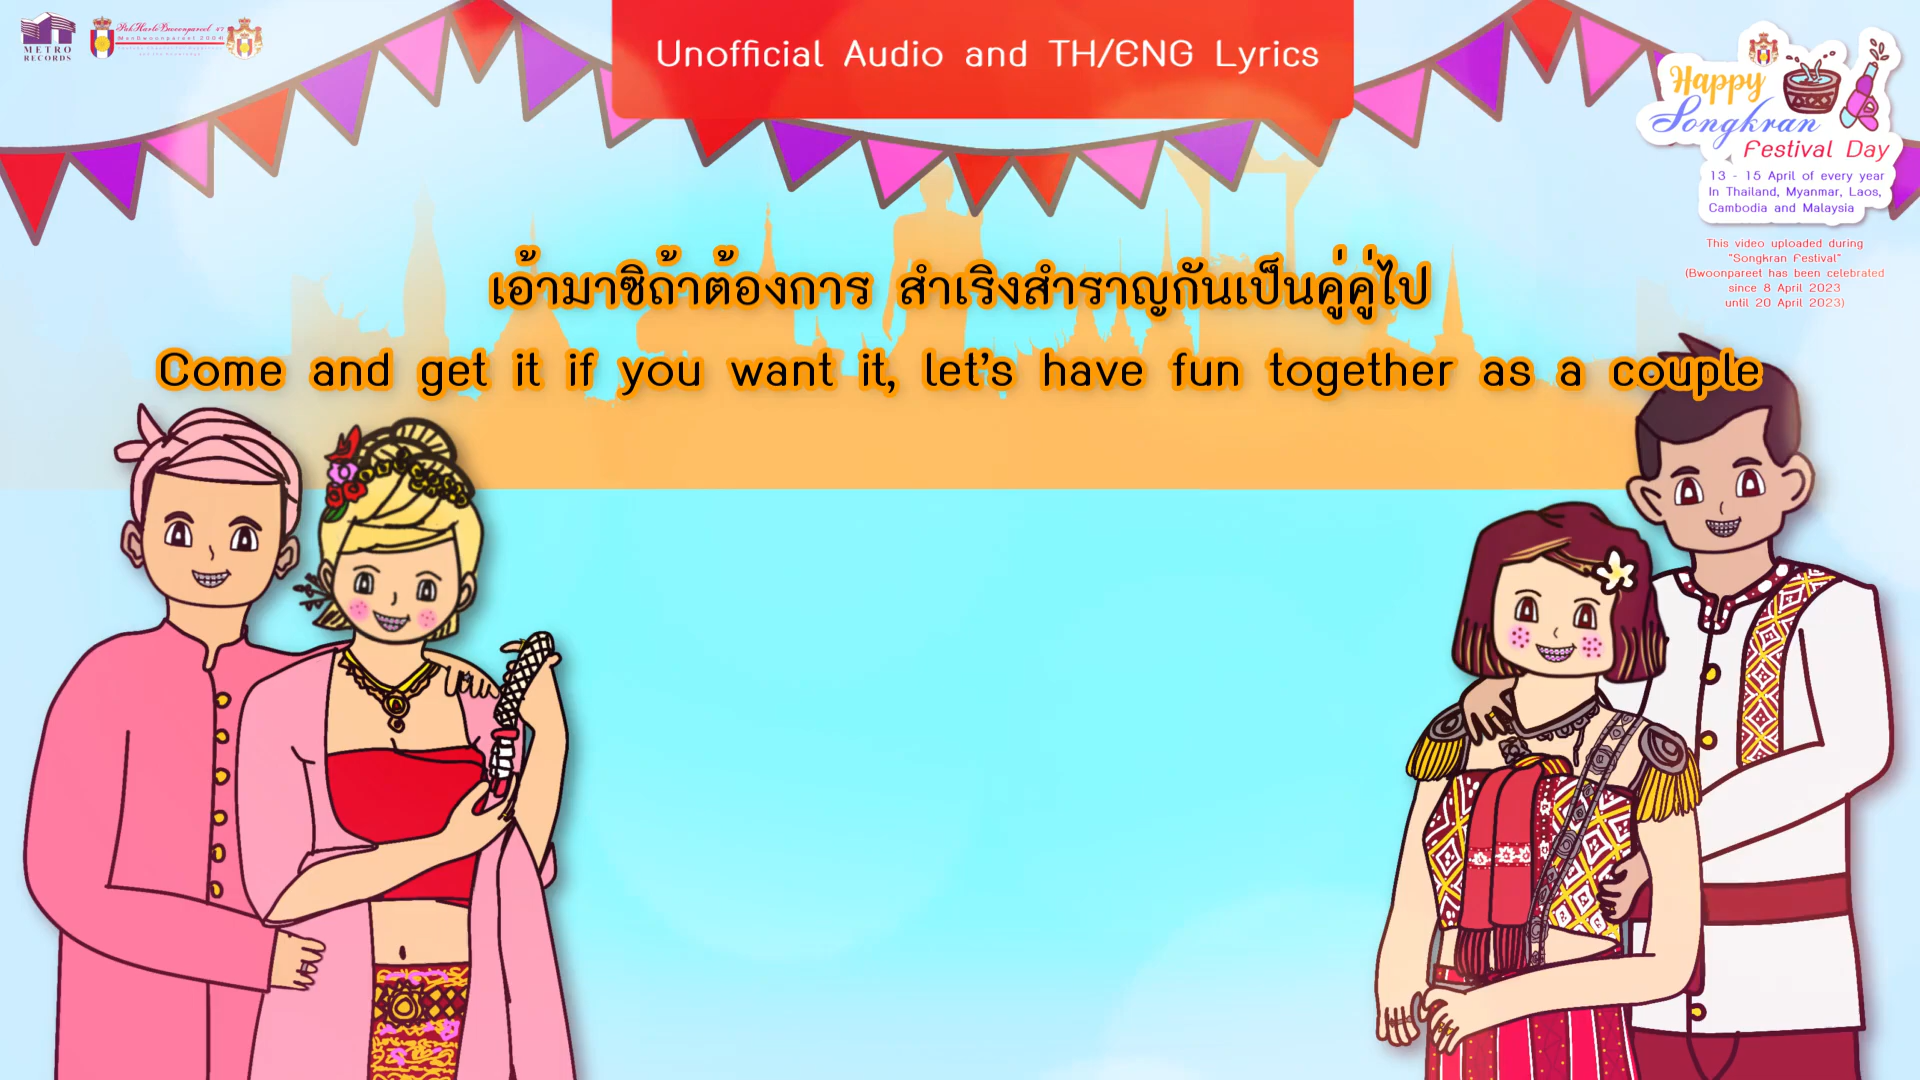 METRO
RECORDS
Unofficial Audio and TH/ENG Lyrics
Happy
Songkran
Festival Day
13 - 15 April of every year
In Thailand, Myanmar, Laos,
Cambodia and Malaysia
This video uploaded during
"Songkran Festival"
(Bwoonpareet has been celebrated
since 8 April 2023
until 20 April 2023)
เอ้ามาซิถ้าต้องการ สำเริงสำราญกันเป็นคู่คู่ไป
Come and get it if you want it, let's have fun together as a couple